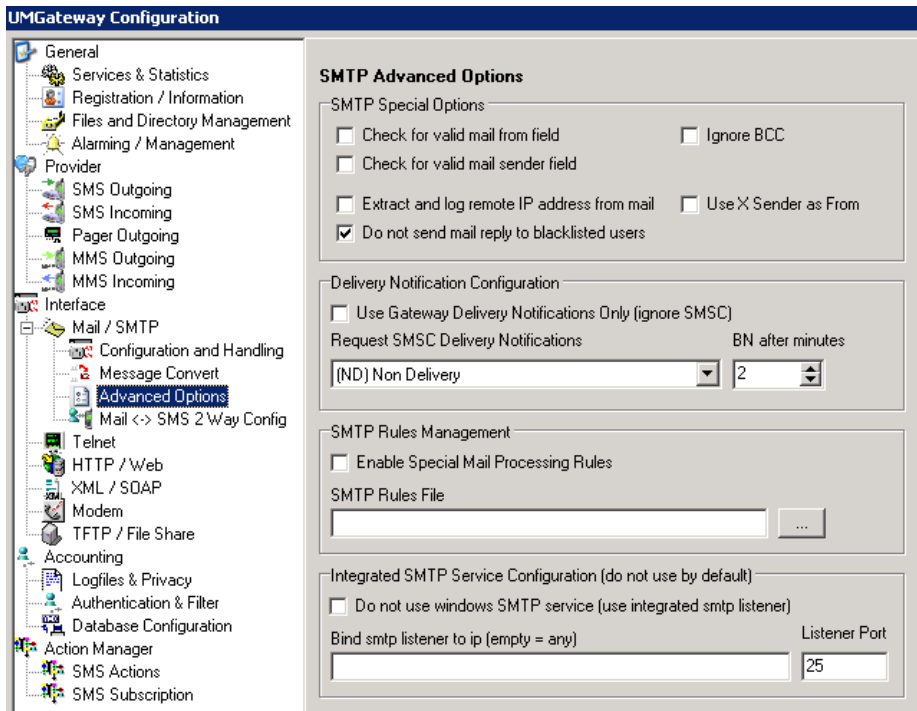 UMGateway Configuration
General
Services & Statistics
Registration / Information
Files and Directory Management
Alarming / Management
Provider
SMS Outgoing
SMS Incoming
Pager Outgoing
MMS Outgoing
MMS Incoming
Interface
Mail / SMTP
Configuration and Handling
Message Convert
Advanced Options
Mail <-> SMS 2 Way Config
Telnet
HTTP / Web
XML / SOAP
Modem
TFTP / File Share
Accounting
Logfiles & Privacy
Authentication & Filter
Database Configuration
Action Manager
SMS Actions
SMS Subscription
SMTP Advanced Options
SMTP Special Options
Check for valid mail from field
Ignore BCC
Check for valid mail sender field
Extract and log remote IP address from mail
Use X Sender as From
Do not send mail reply to blacklisted users
Delivery Notification Configuration
Use Gateway Delivery Notifications Only (ignore SMSC)
Request SMSC Delivery Notifications
BN after minutes
(ND) Non Delivery
2
SMTP Rules Management
Enable Special Mail Processing Rules
SMTP Rules File
...
Integrated SMTP Service Configuration (do not use by default)
Do not use windows SMTP service (use integrated smtp listener)
Bind smtp listener to ip (empty = any)
Listener Port
25